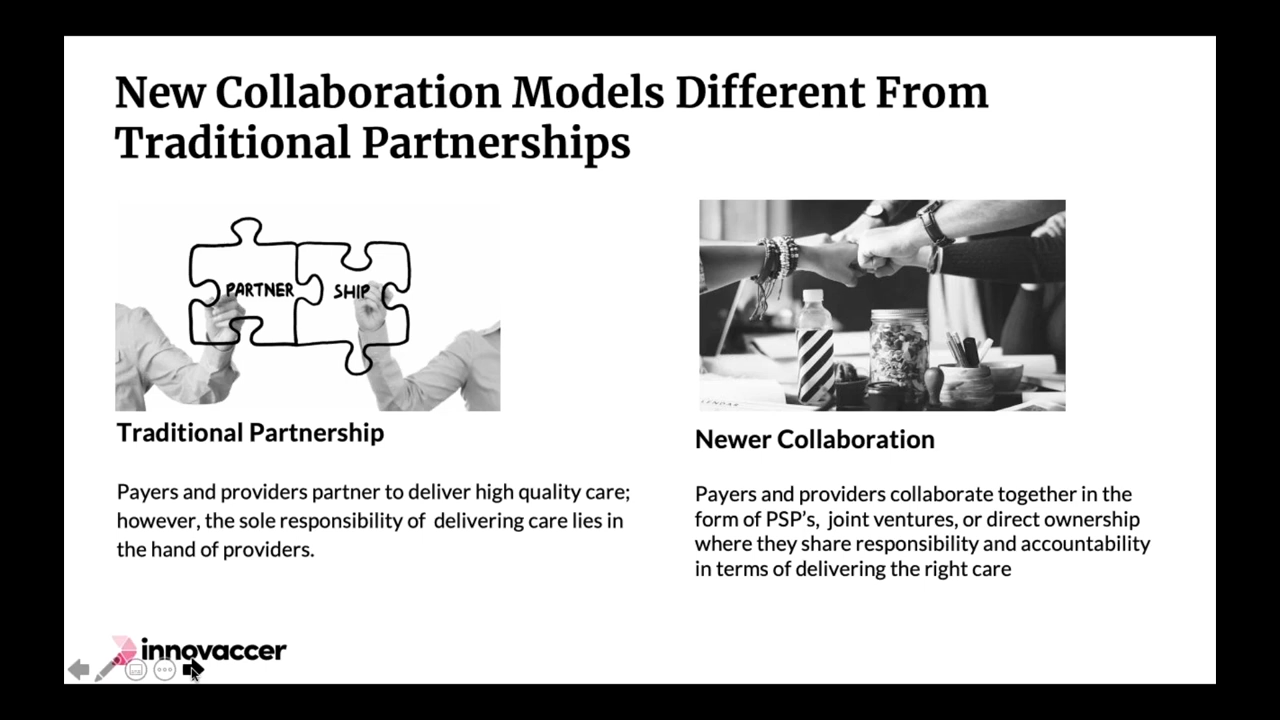 New Collaboration Models Different From
Traditional Partnerships
PARTNER SHIP
Traditional Partnership
Payers and providers partner to deliver high quality care;
however, the sole responsibility of delivering care lies in
the hand of providers.
Newer Collaboration
Payers and providers collaborate together in the
form of PSP’s, joint ventures, or direct ownership
where they share responsibility and accountability
in terms of delivering the right care
innovaccer